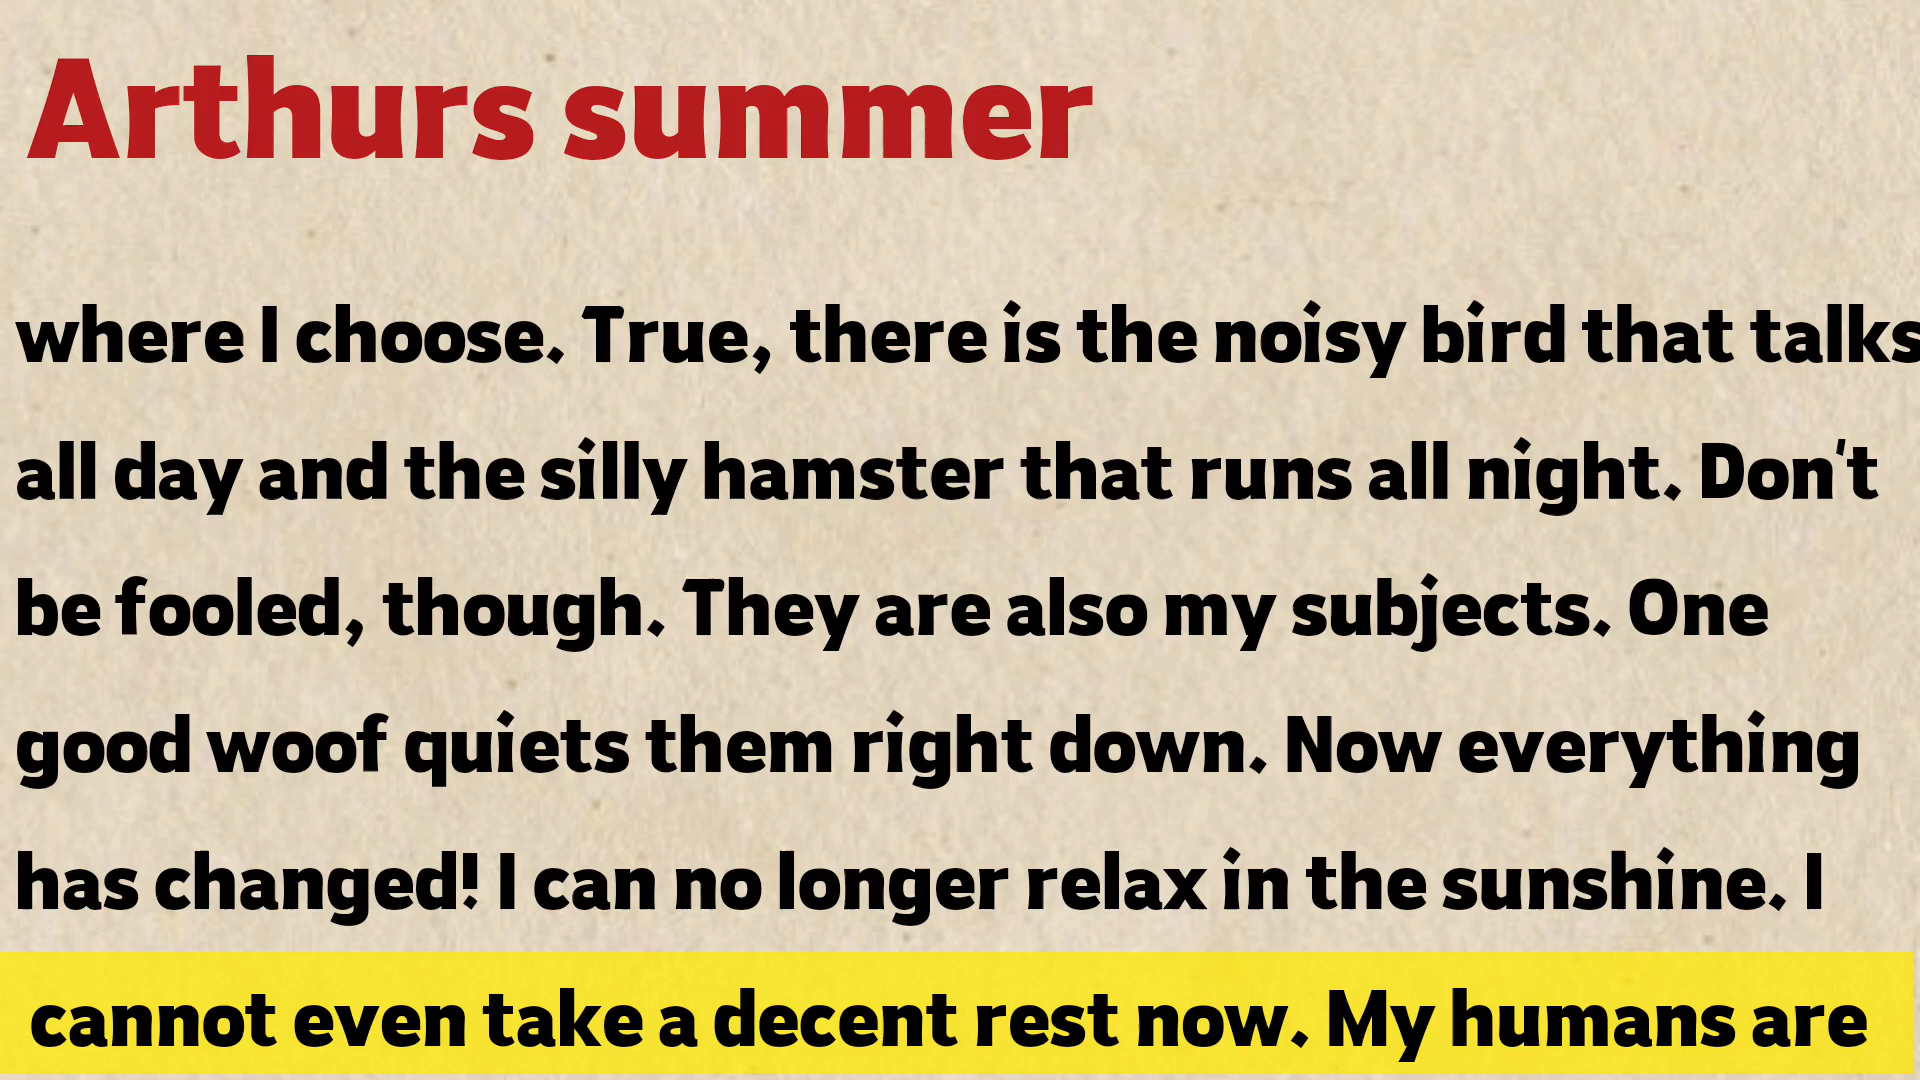 Arthurs summer
where I choose. True, there is the noisy bird that talks
all day and the silly hamster that runs all night. Don't
be fooled, though. They are also my subjects. One
good woof quiets them right down. Now everything
has changed! I can no longer relax in the sunshine. I
cannot even take a decent rest now. My humans are